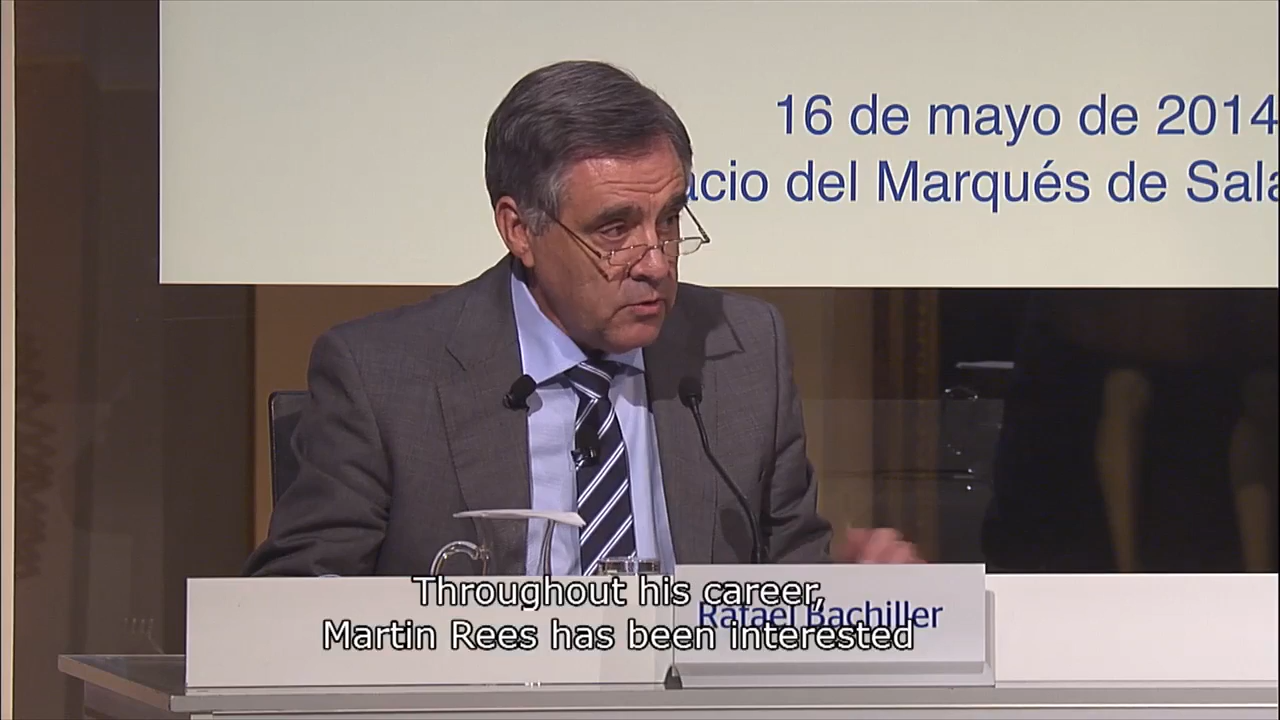 16 de mayo de 2014
acio del Marqués de Sala
Rafael Bachiller
Throughout his career,
Martin Rees has been interested